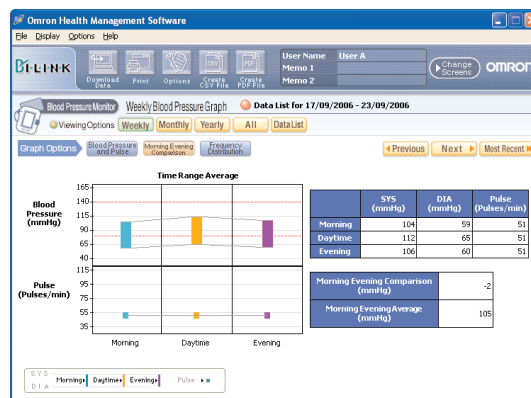 Omron Health Management Software
File Display Options Help
Bi-LINK
Download Data
Print
Options
Create CSV File
Create PDF File
User Name User A
Memo 1
Memo 2
Change Screens
OMRON
Blood Pressure Monitor Weekly Blood Pressure Graph Data List for 17/09/2006 - 23/09/2006
Viewing Options Weekly Monthly Yearly All Data List
Graph Options Blood Pressure and Pulse Morning Evening Comparison Frequency Distribution Previous Next Most Recent
Time Range Average
Blood Pressure (mmHg)
165
140
115
90
65
40
Pulse (Pulses/min)
115
95
75
55
35
Morning Daytime Evening
SYS (mmHg) DIA (mmHg) Pulse (Pulses/min)
Morning 104 59 51
Daytime 112 65 51
Evening 106 60 51
Morning Evening Comparison (mmHg) -2
Morning Evening Average (mmHg) 105
SYS
Morning Daytime Evening Pulse
DIA